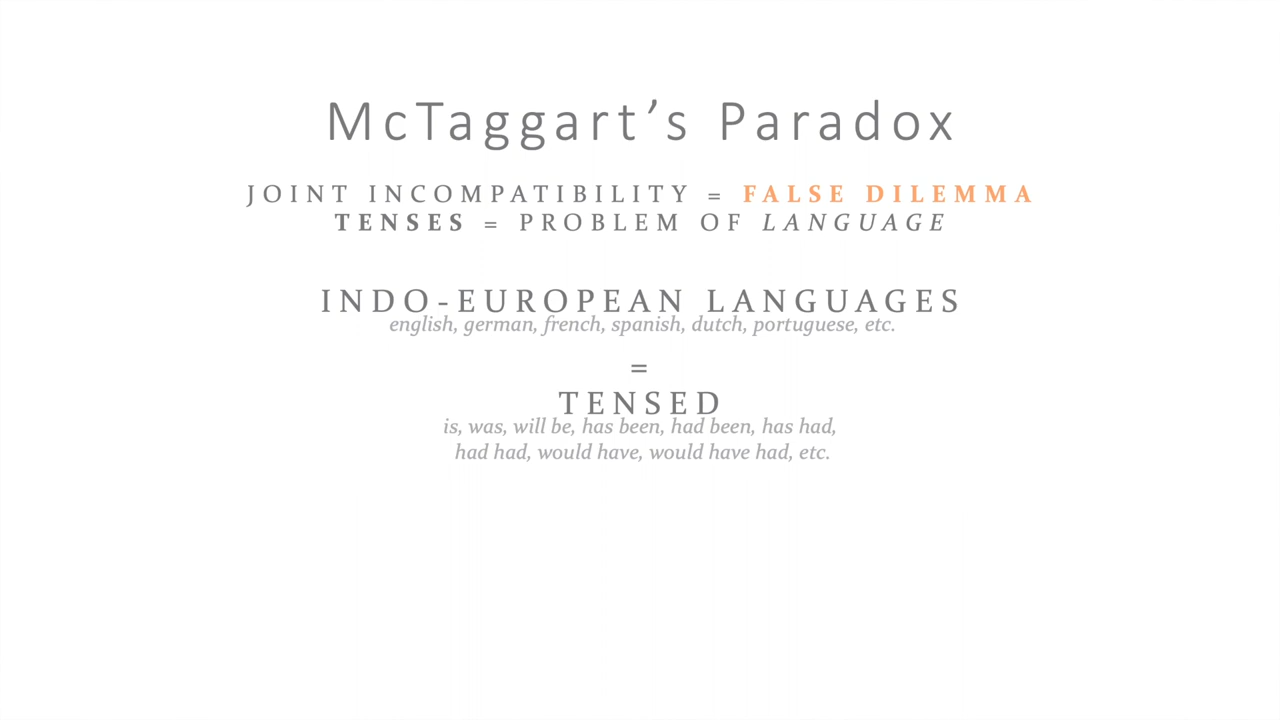 McTaggart’s Paradox
JOINT INCOMPATIBILITY = FALSE DILEMMA
TENSES = PROBLEM OF LANGUAGE
INDO-EUROPEAN LANGUAGES
english, german, french, spanish, dutch, portuguese, etc.
=
TENSED
is, was, will be, has been, had been, has had,
had had, would have, would have had, etc.